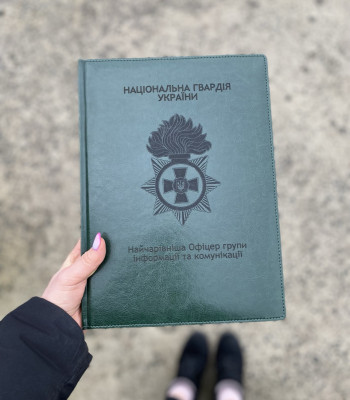 НАЦІОНАЛЬНА ГВАРДІЯ
УКРАЇНИ
Найчарівніша Офіцер групи
інформації та комунікації